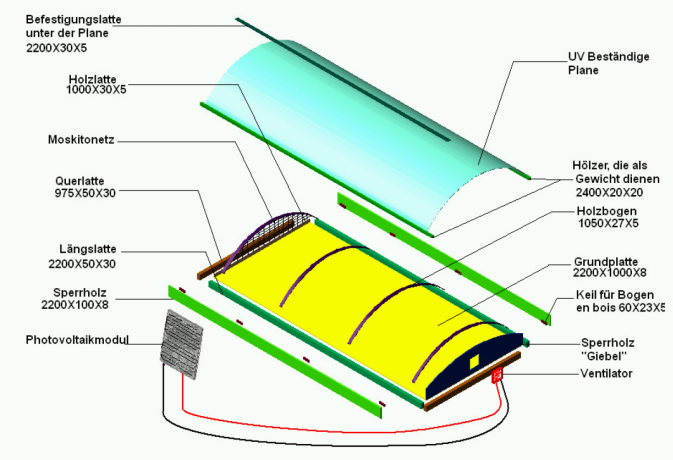 Befestigungslatte
unter der Plane
2200X30X5
Holzlatte
1000X30X5
Moskitonetz
Querlatte
975X50X30
Längslatte
2200X50X30
Sperrholz
2200X100X8
Photovoltaikmodul
UV Beständige
Plane
Hölzer, die als
Gewicht dienen
2400X20X20
Holzbogen
1050X27X5
Grundplatte
2200X1000X8
Keil für Bogen
en bois 60X23X5
Sperrholz
"Giebel"
Ventilator